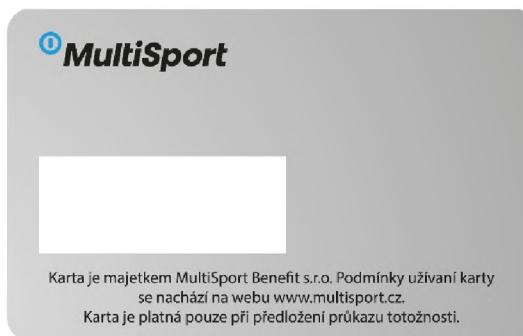 MultiSport
Karta je majetkem MultiSport Benefit s.r.o. Podmínky užívaní karty
se nachází na webu www.multisport.cz.
Karta je platná pouze při předložení průkazu totožnosti.